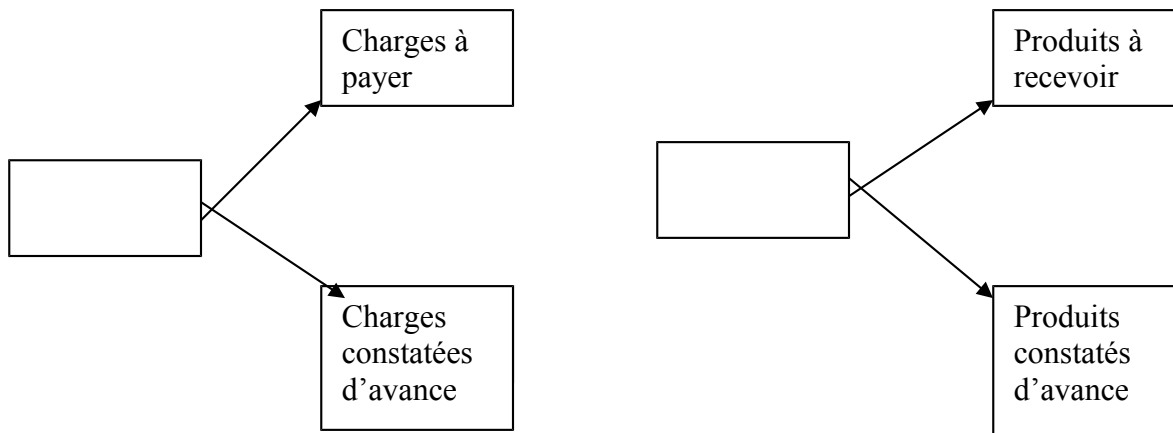 Charges à
payer
Charges
constatées
d’avance
Produits à
recevoir
Produits
constatés
d’avance